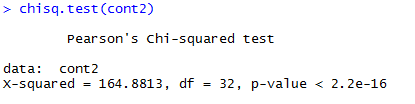 > chisq.test(cont2)
Pearson's Chi-squared test
data:  cont2
X-squared = 164.8813, df = 32, p-value < 2.2e-16